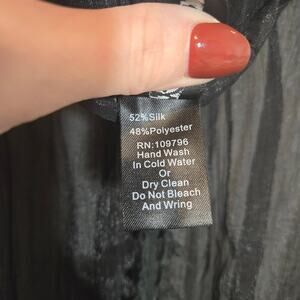 52%Silk
48%Polyester
RN:109796
Hand Wash
In Cold Water
Or
Dry Clean
Do Not Bleach
And Wring